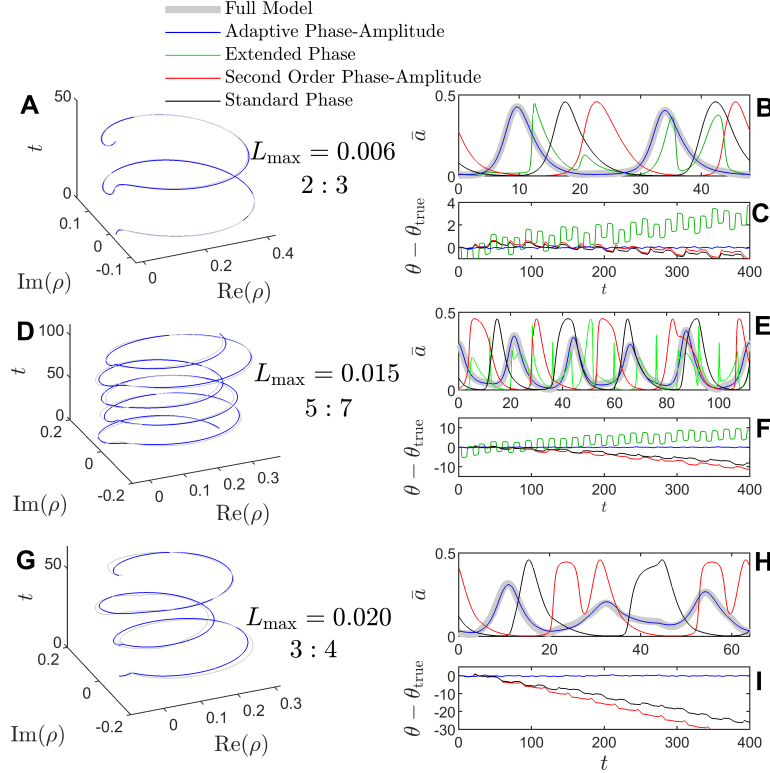 Full Model
Adaptive Phase-Amplitude
Extended Phase
Second Order Phase-Amplitude
Standard Phase
A
50
t
0
0.1
0
-0.1
Im(ρ)
0
0.2
0.4
Re(ρ)
L_max = 0.006
2 : 3
B
0.5
ā
0
0
10
20
30
40
C
4
2
0
θ − θ_true
0
100
200
300
400
t
D
100
50
t
0
0.2
0
-0.2
Im(ρ)
0
0.1
0.2
0.3
Re(ρ)
L_max = 0.015
5 : 7
E
0.5
ā
0
0
20
40
60
80
100
F
10
0
-10
θ − θ_true
0
100
200
300
400
G
50
t
0
0.2
0
-0.2
Im(ρ)
0
0.1
0.2
0.3
Re(ρ)
L_max = 0.020
3 : 4
H
0.5
ā
0
0
20
40
60
I
0
-10
-20
-30
θ − θ_true
0
100
200
300
400
t